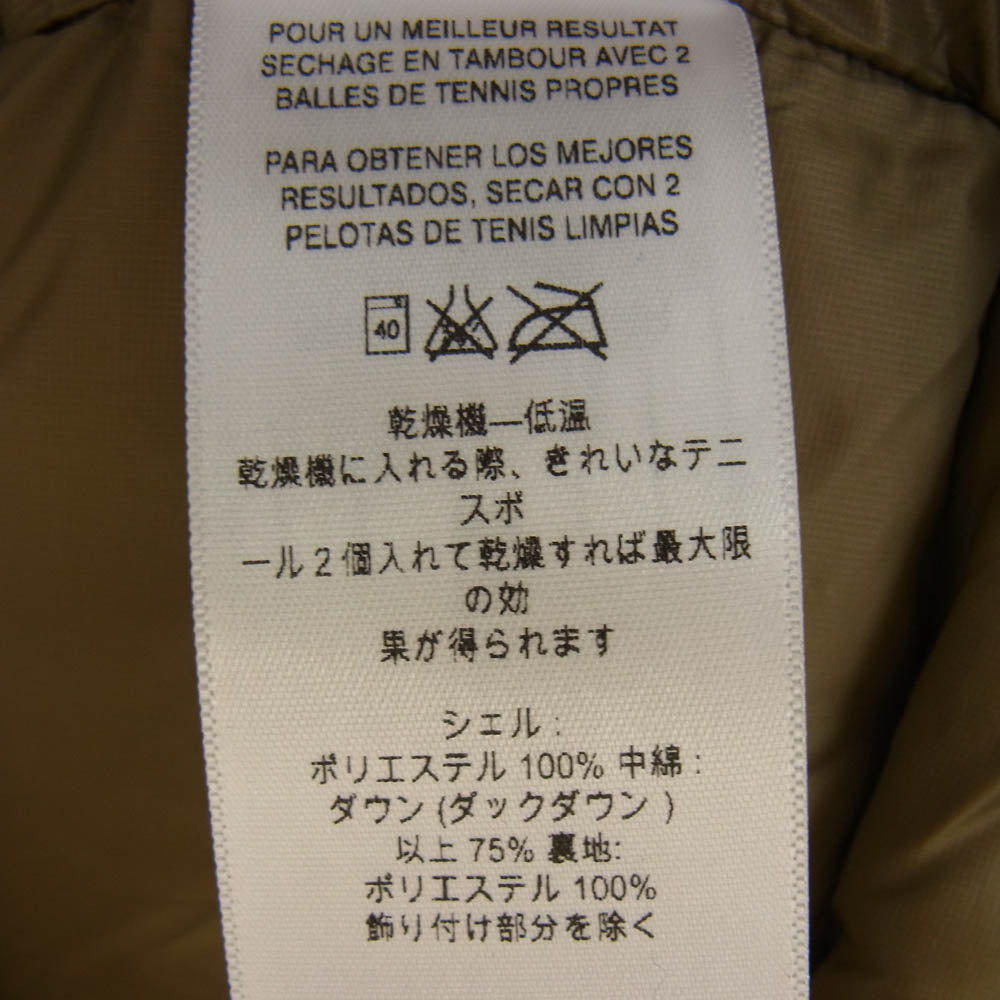 POUR UN MEILLEUR RESULTAT
SECHAGE EN TAMBOUR AVEC 2
BALLES DE TENNIS PROPRES
PARA OBTENER LOS MEJORES
RESULTADOS, SECAR CON 2
PELOTAS DE TENIS LIMPIAS
40
乾燥機—低温
乾燥機に入れる際、きれいなテニ
スボ
ール2個入れて乾燥すれば最大限
の効
果が得られます
シェル:
ポリエステル 100% 中綿:
ダウン (ダックダウン )
以上 75% 裏地:
ポリエステル 100%
飾り付け部分を除く